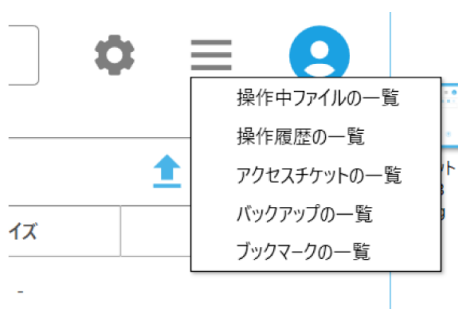 操作中ファイルの一覧
操作履歴の一覧
アクセスチケットの一覧
バックアップの一覧
ブックマークの一覧
イズ
-
ット
g